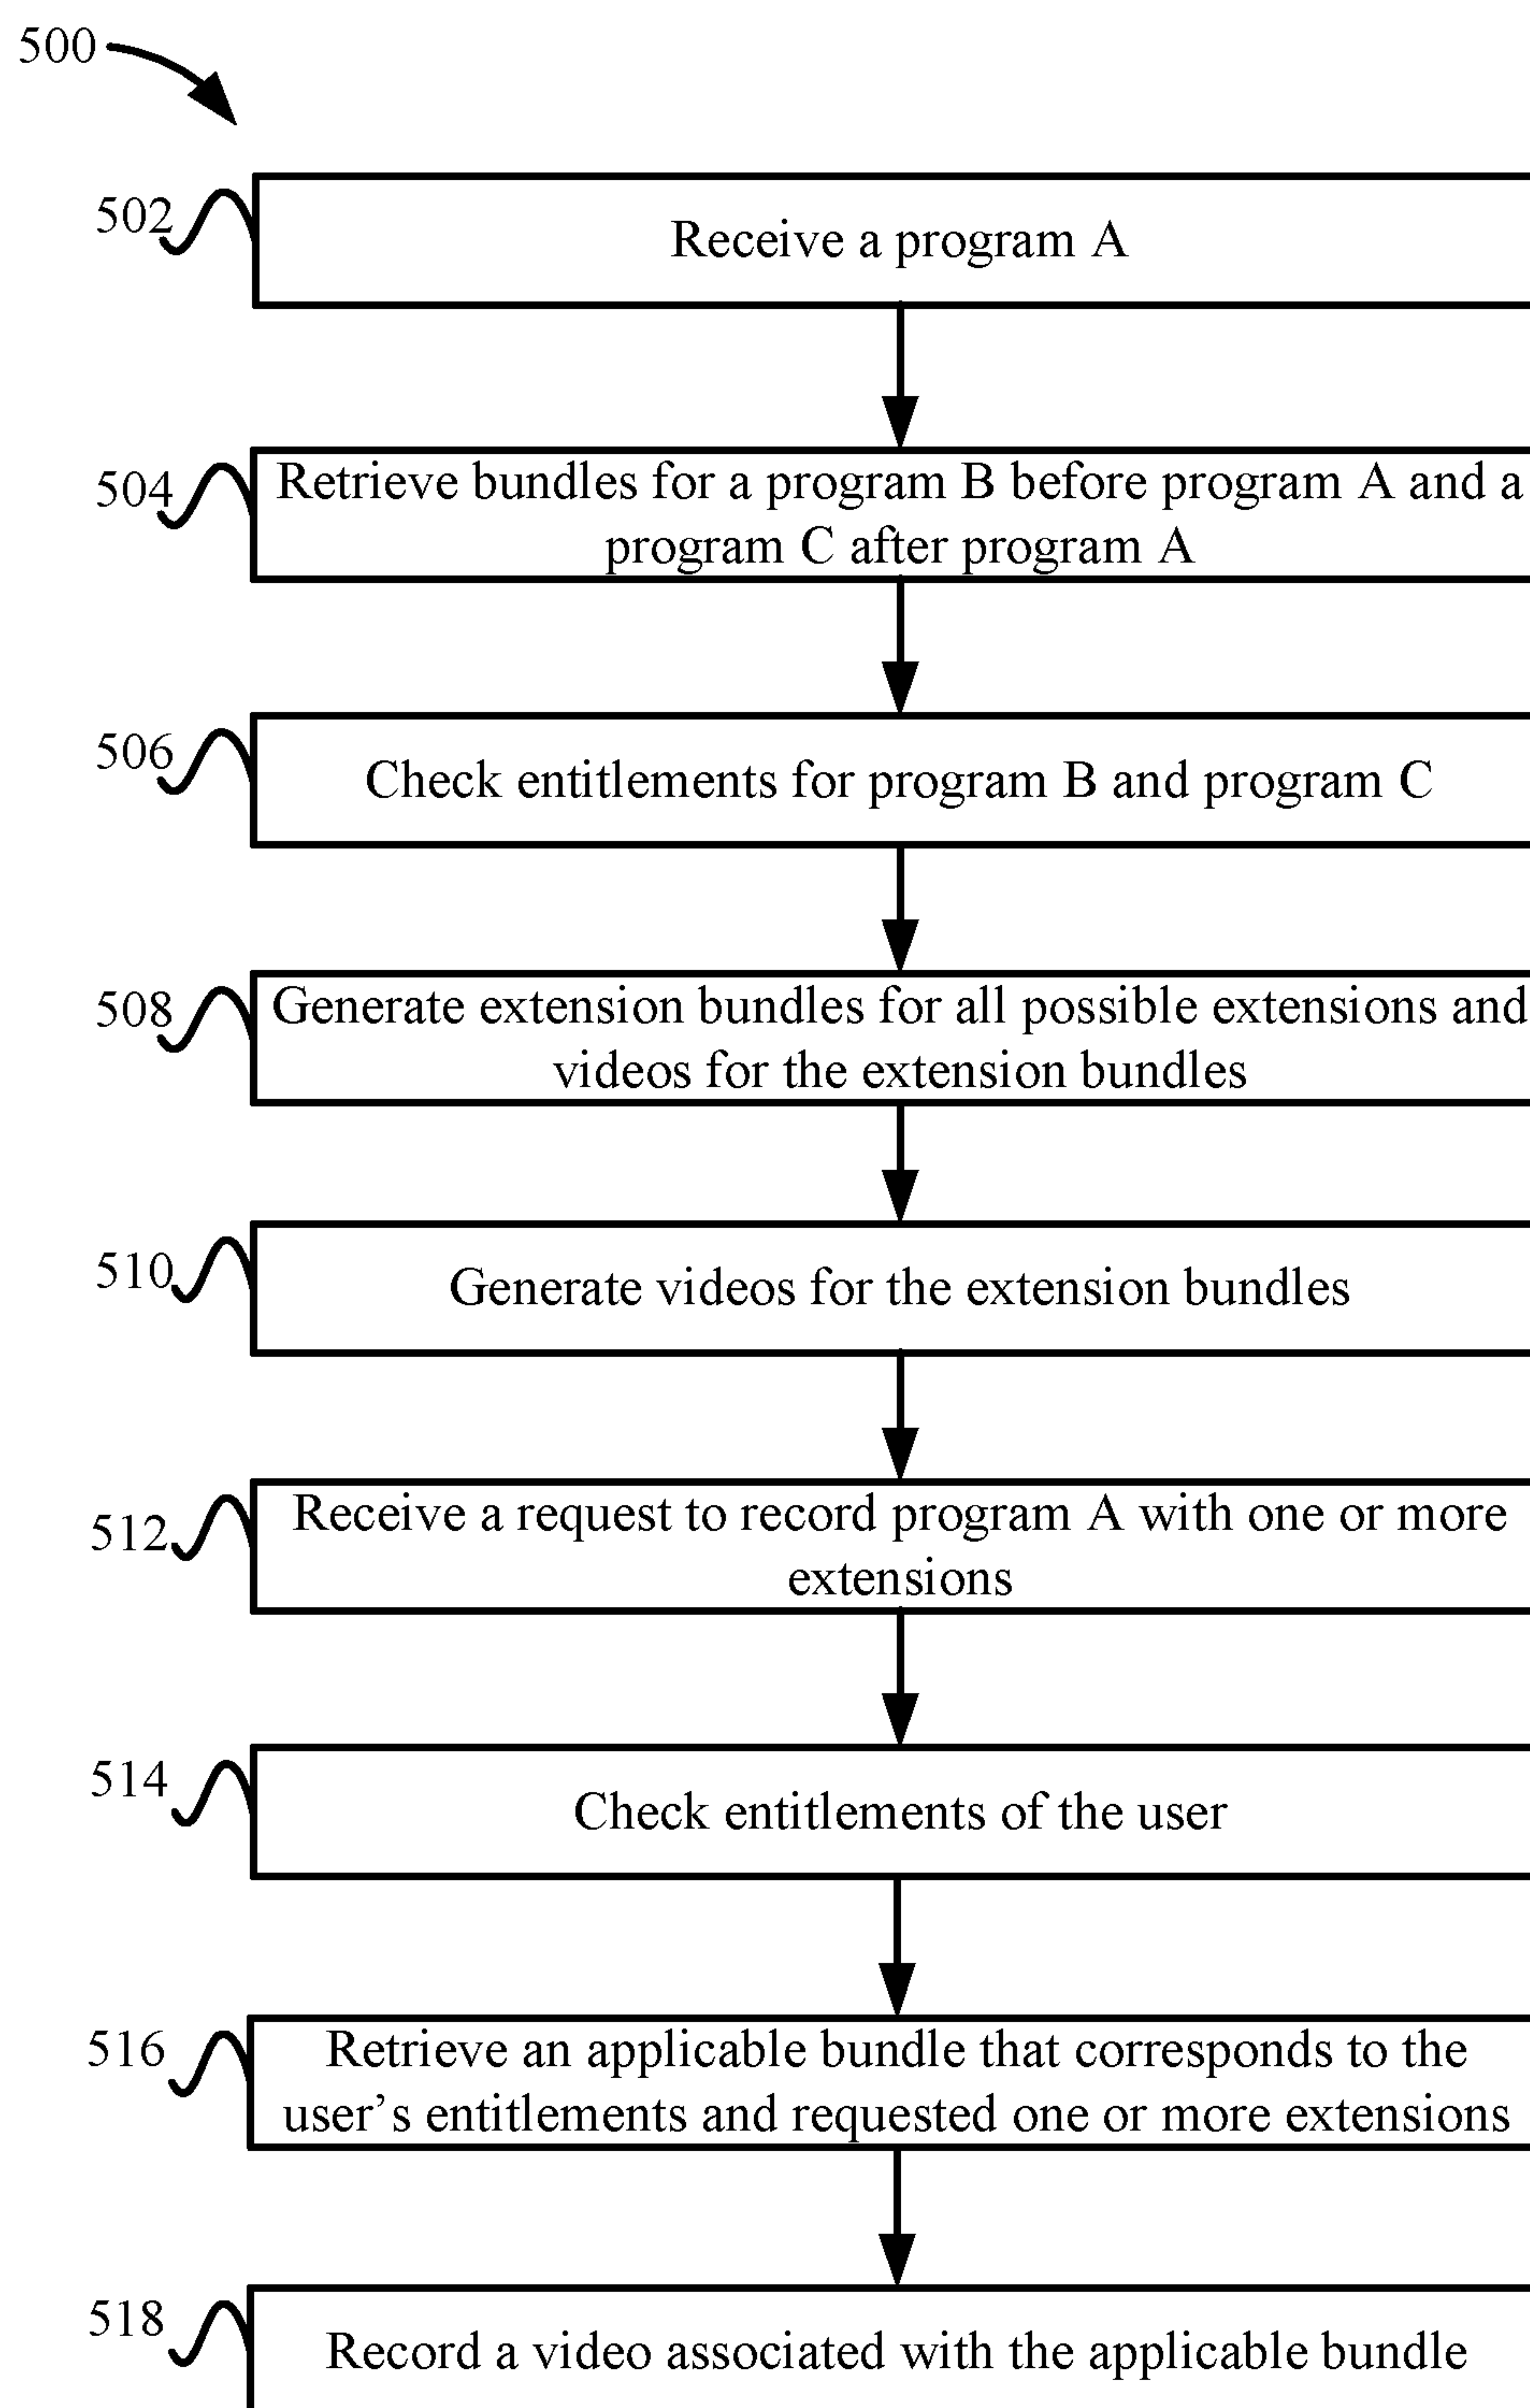 500
502
Receive a program A
504
Retrieve bundles for a program B before program A and a
program C after program A
506
Check entitlements for program B and program C
508
Generate extension bundles for all possible extensions and
videos for the extension bundles
510
Generate videos for the extension bundles
512
Receive a request to record program A with one or more
extensions
514
Check entitlements of the user
516
Retrieve an applicable bundle that corresponds to the
user’s entitlements and requested one or more extensions
518
Record a video associated with the applicable bundle